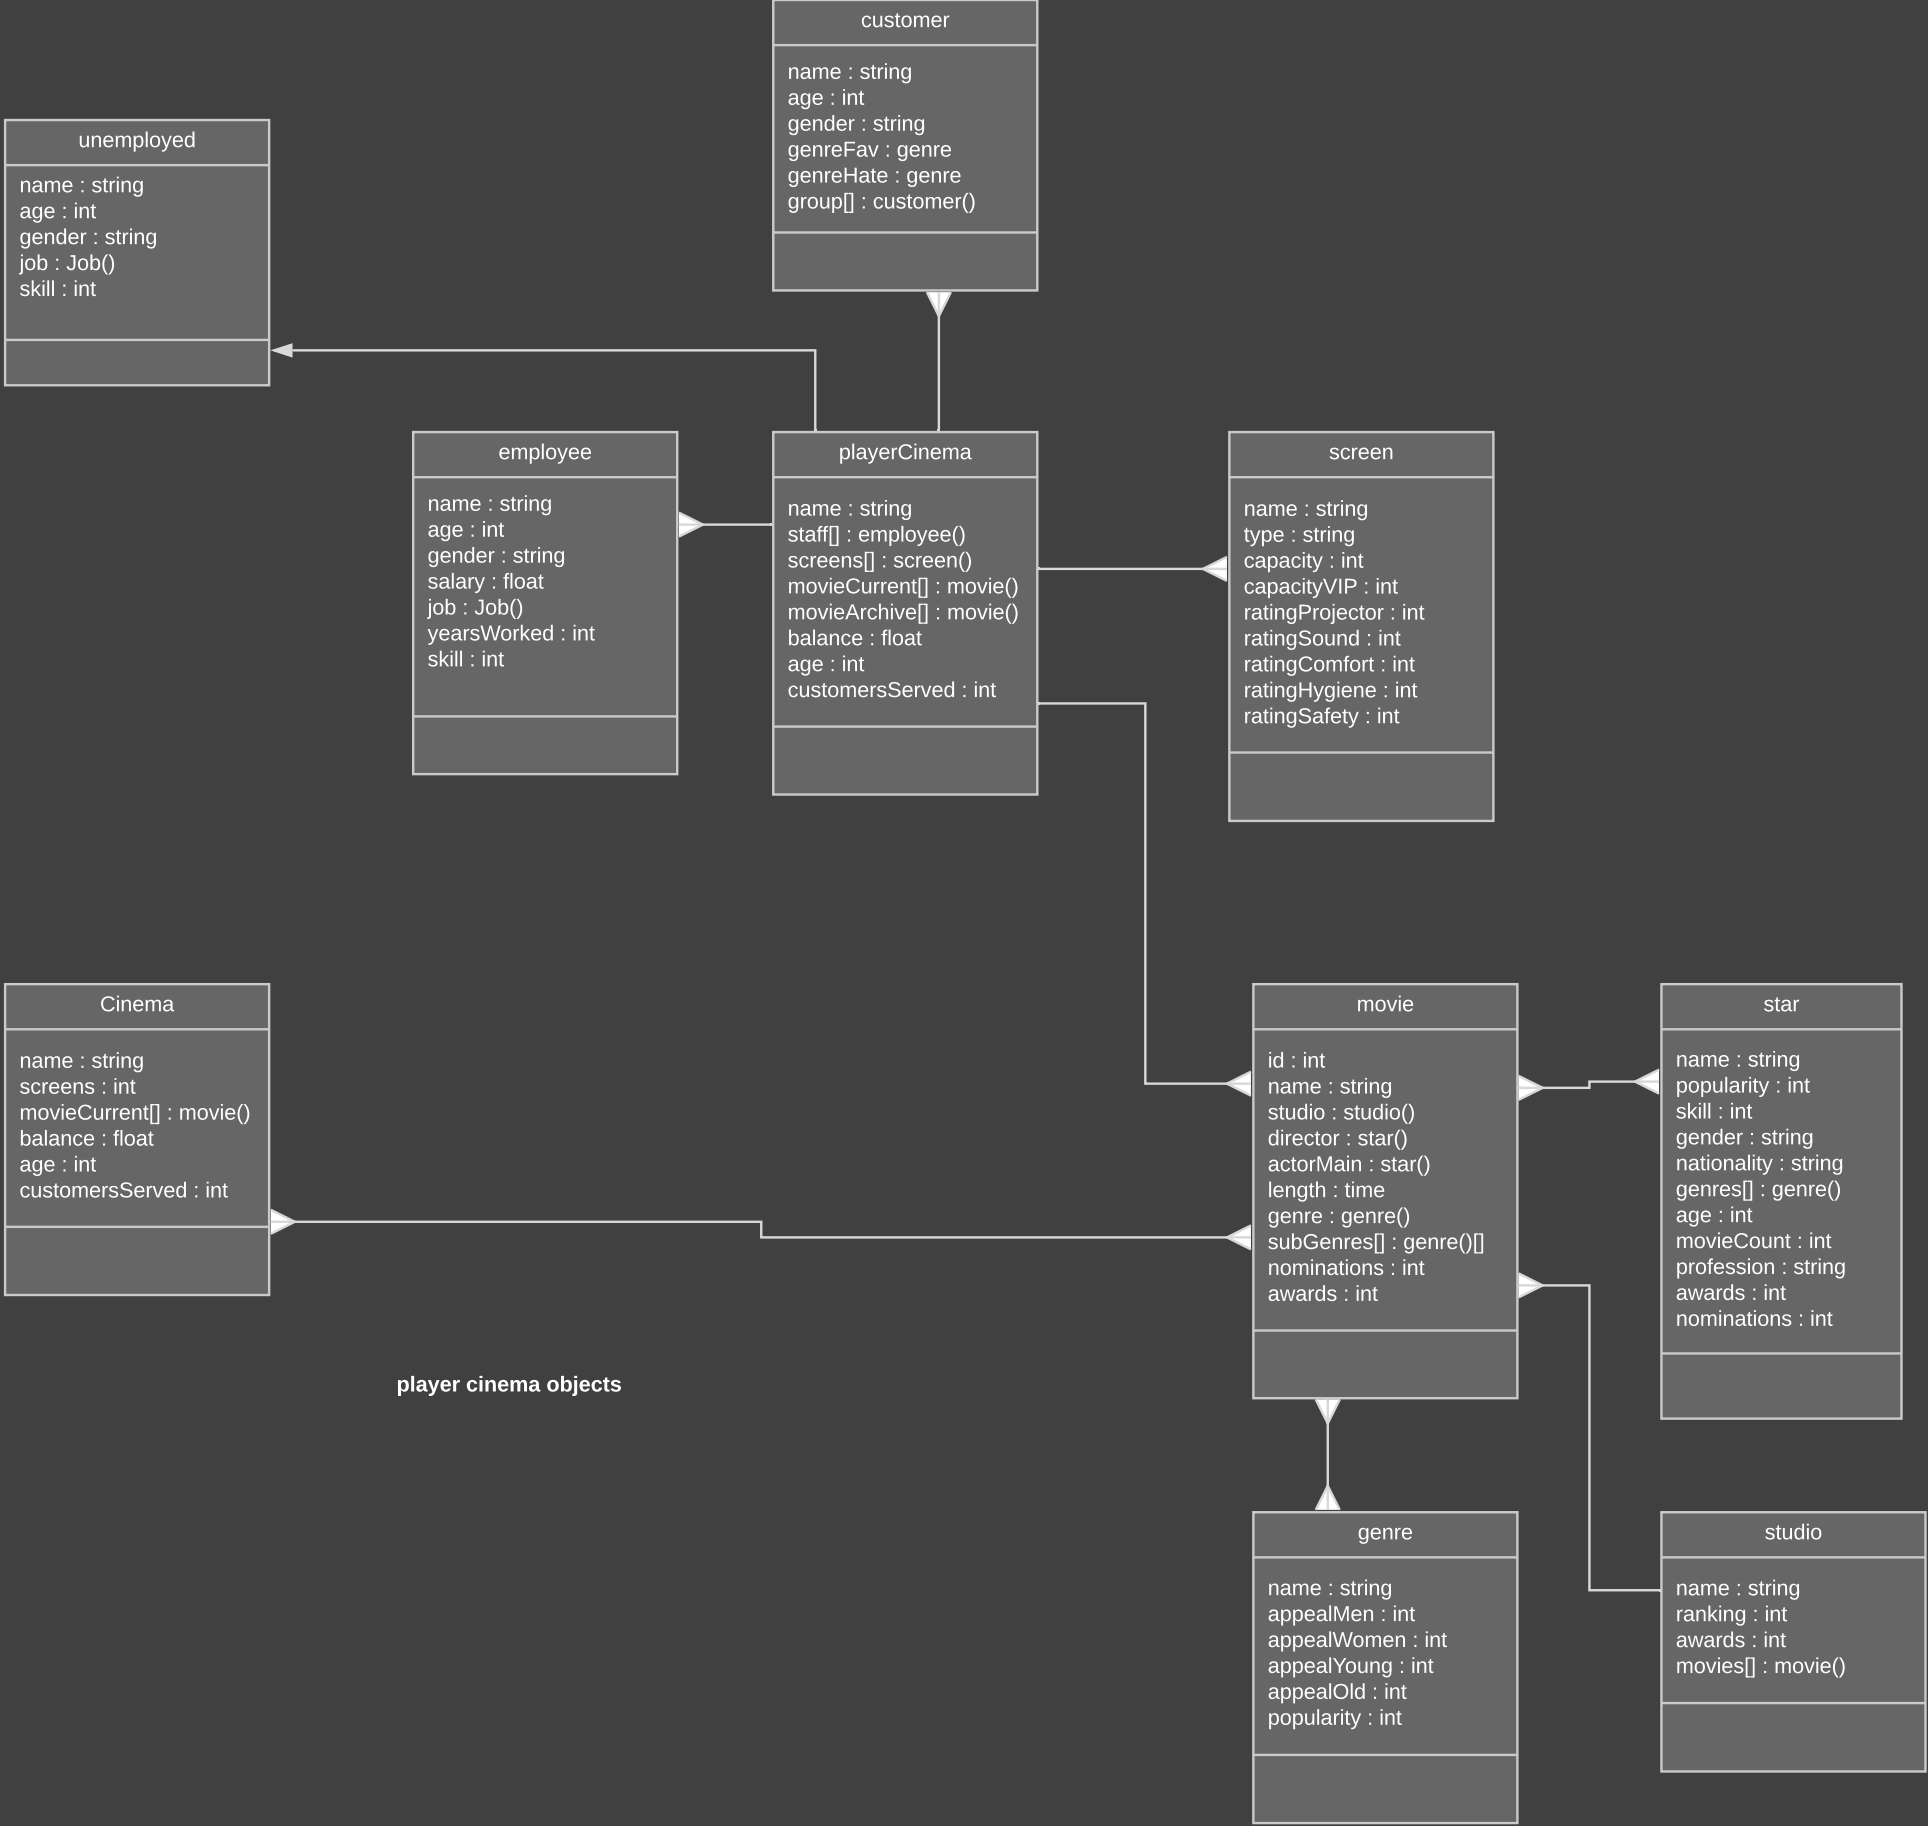 customer
name : string
age : int
gender : string
genreFav : genre
genreHate : genre
group[] : customer()
unemployed
name : string
age : int
gender : string
job : Job()
skill : int
employee
name : string
age : int
gender : string
salary : float
job : Job()
yearsWorked : int
skill : int
playerCinema
name : string
staff[] : employee()
screens[] : screen()
movieCurrent[] : movie()
movieArchive[] : movie()
balance : float
age : int
customersServed : int
screen
name : string
type : string
capacity : int
capacityVIP : int
ratingProjector : int
ratingSound : int
ratingComfort : int
ratingHygiene : int
ratingSafety : int
Cinema
name : string
screens : int
movieCurrent[] : movie()
balance : float
age : int
customersServed : int
movie
id : int
name : string
studio : studio()
director : star()
actorMain : star()
length : time
genre : genre()
subGenres[] : genre()[]
nominations : int
awards : int
star
name : string
popularity : int
skill : int
gender : string
nationality : string
genres[] : genre()
age : int
movieCount : int
profession : string
awards : int
nominations : int
player cinema objects
genre
name : string
appealMen : int
appealWomen : int
appealYoung : int
appealOld : int
popularity : int
studio
name : string
ranking : int
awards : int
movies[] : movie()